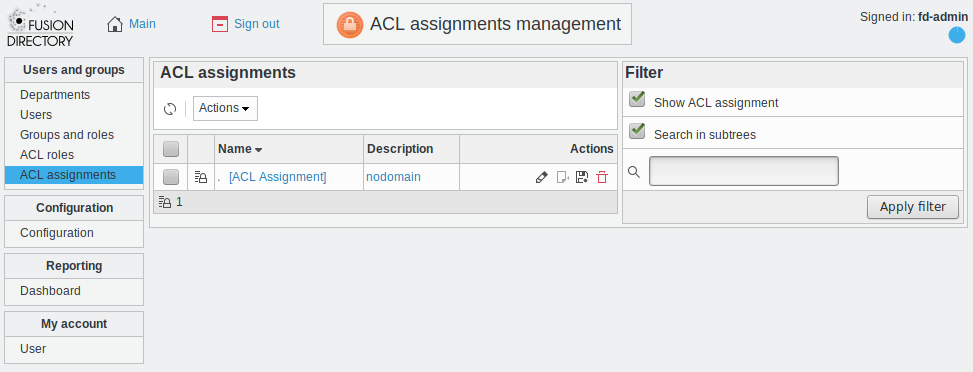 FUSION
DIRECTORY
Main
Sign out
ACL assignments management
Signed in: fd-admin
Users and groups
Departments
Users
Groups and roles
ACL roles
ACL assignments
Configuration
Configuration
Reporting
Dashboard
My account
User
ACL assignments
Actions
Name
Description
Actions
. [ACL Assignment]
nodomain
1
Filter
Show ACL assignment
Search in subtrees
Apply filter